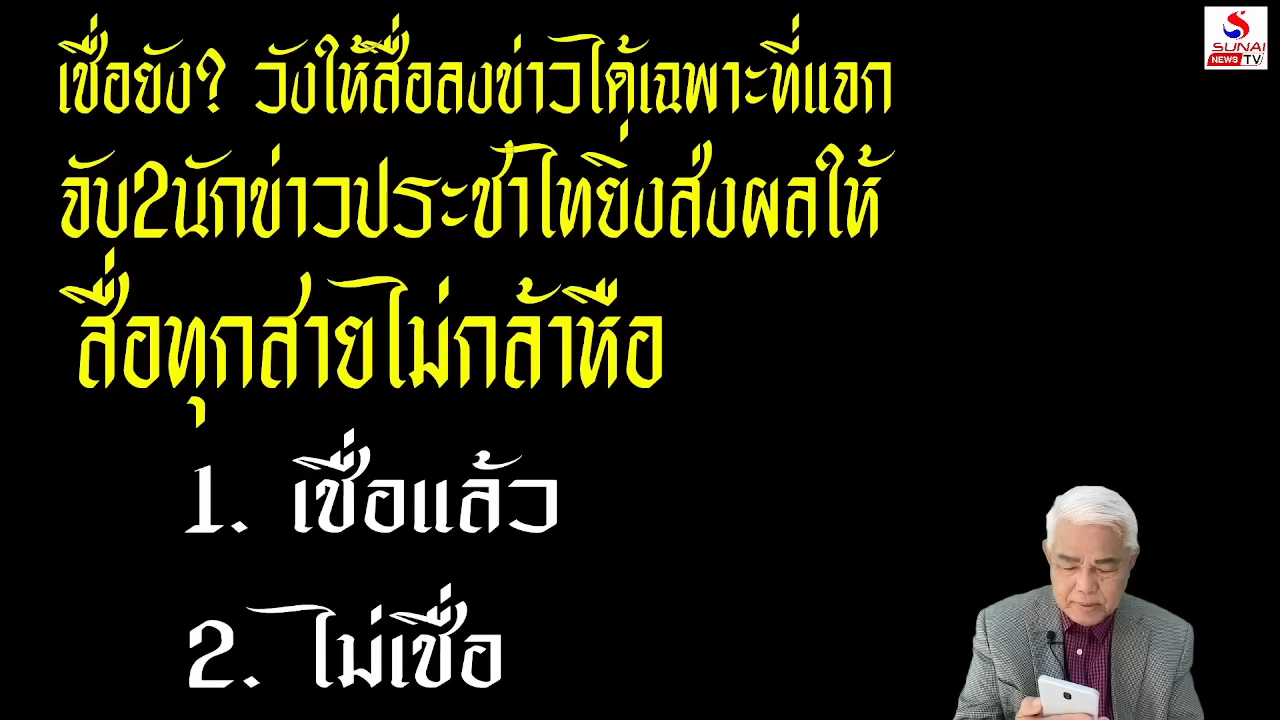 SUNAI
NEWS TV
เชื่อยัง? วังให้สื่อลงข่าวได้เฉพาะที่แจก
จับ2นักข่าวประชาไทยิ่งส่งผลให้
สื่อทุกสายไม่กล้าหือ
1. เชื่อแล้ว
2. ไม่เชื่อ